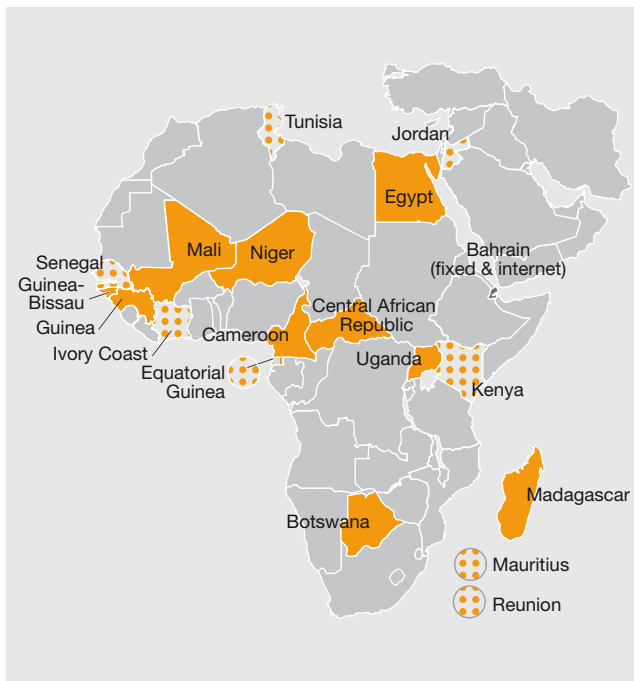 Tunisia
Jordan
Egypt
Mali
Niger
Bahrain
(fixed & internet)
Senegal
Guinea-
Bissau
Guinea
Ivory Coast
Cameroon
Central African
Republic
Equatorial
Guinea
Uganda
Kenya
Madagascar
Botswana
Mauritius
Reunion